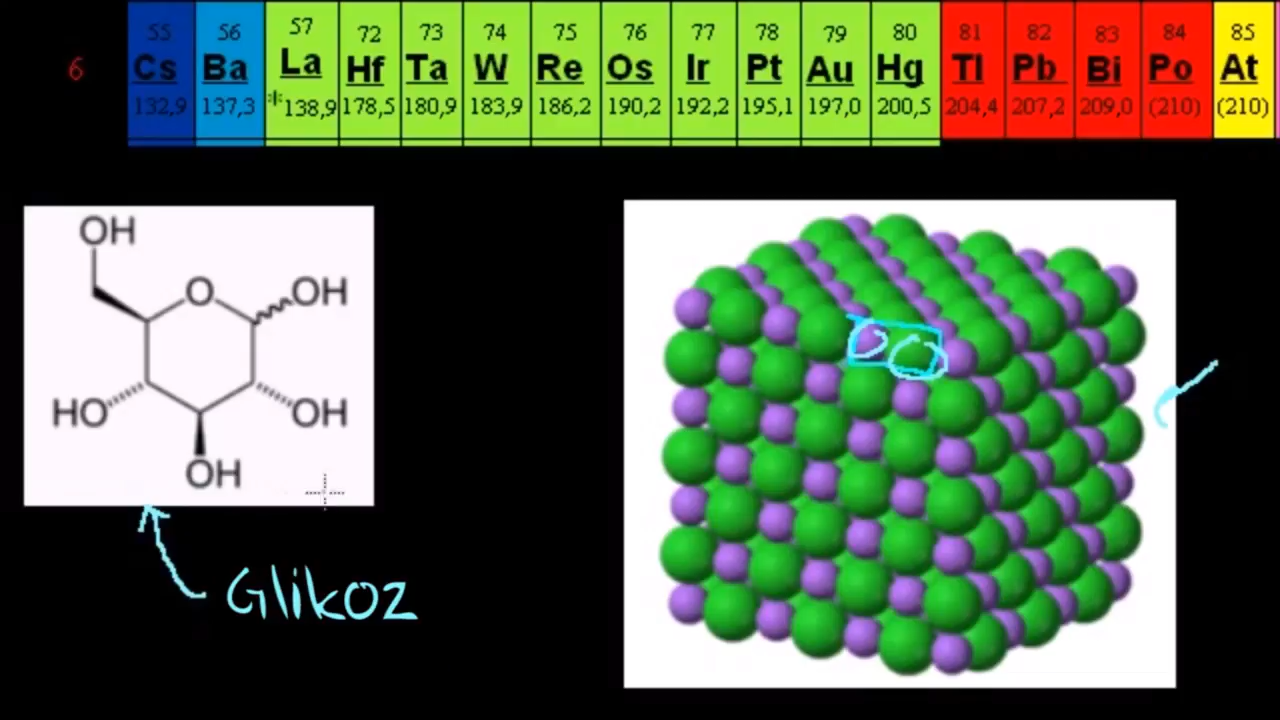 55 56 57 72 73 74 75 76 77 78 79 80 81 82 83 84 85
6 Cs Ba La Hf Ta W Re Os Ir Pt Au Hg Tl Pb Bi Po At
132,9 137,3 *138,9 178,5 180,9 183,9 186,2 190,2 192,2 195,1 197,0 200,5 204,4 207,2 209,0 (210) (210)
OH
O OH
HO OH
OH
Glikoz